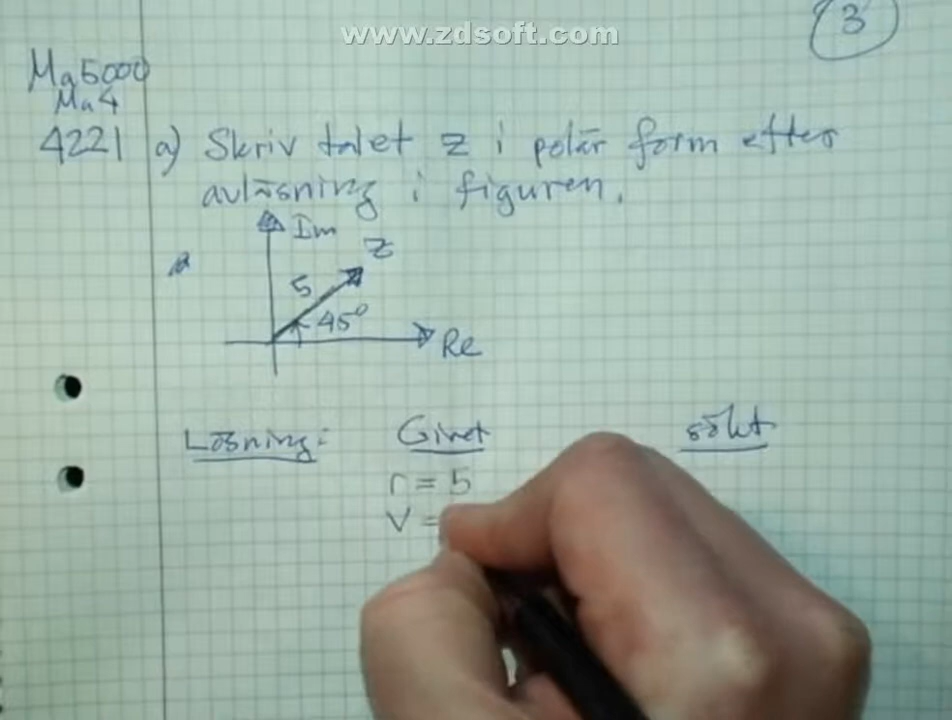 www.zdsoft.com
3
Ma5000
Ma4
4221 a) Skriv talet z i polär form efter
avläsning i figuren.
Im
z
5
45°
Re
Lösning: Givet sökt
r = 5
v =